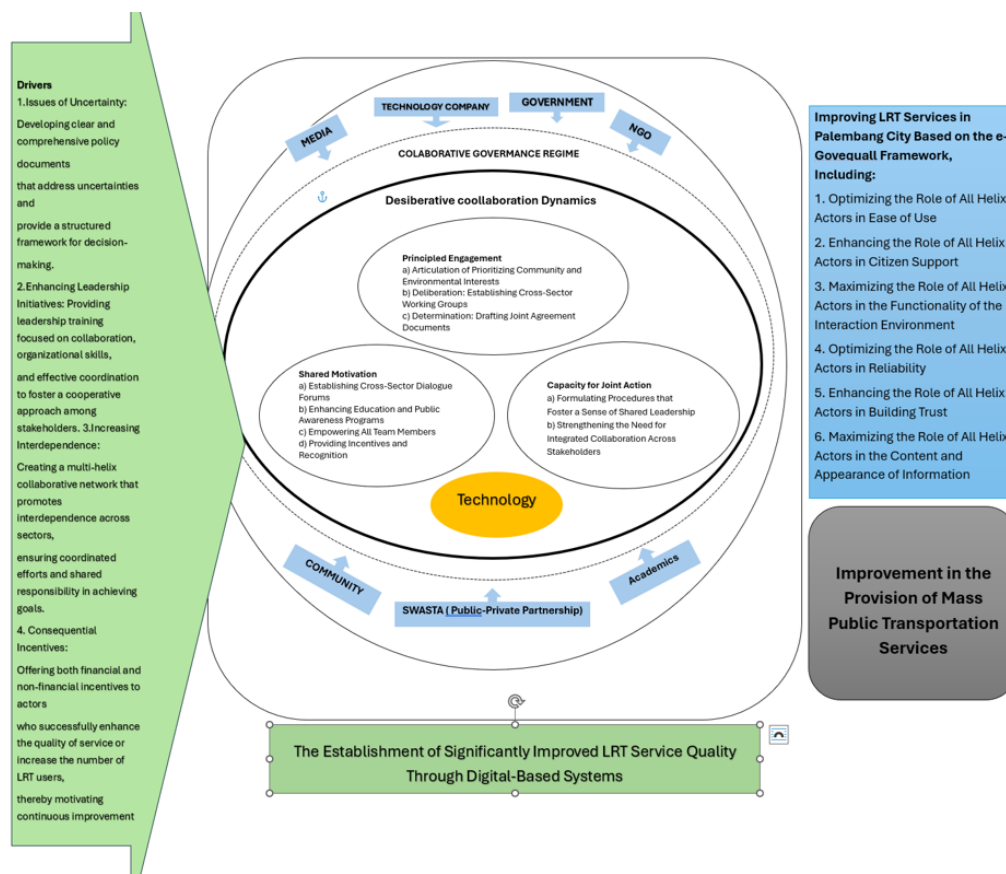 Drivers
1.Issues of Uncertainty:
Developing clear and
comprehensive policy
documents
that address uncertainties
and
provide a structured
framework for decision-
making.
2.Enhancing Leadership
Initiatives: Providing
leadership training
focused on collaboration,
organizational skills,
and effective coordination
to foster a cooperative
approach among
stakeholders. 3.Increasing
Interdependence:
Creating a multi-helix
collaborative network that
promotes
interdependence across
sectors,
ensuring coordinated
efforts and shared
responsibility in achieving
goals.
4. Consequential
Incentives:
Offering both financial and
non-financial incentives to
actors
who successfully enhance
the quality of service or
increase the number of
LRT users,
thereby motivating
continuous improvement
MEDIA
TECHNOLOGY COMPANY
GOVERNMENT
NGO
COLABORATIVE GOVERNANCE REGIME
Desiberative coollaboration Dynamics
Principled Engagement
a) Articulation of Prioritizing Community and
Environmental Interests
b) Deliberation: Establishing Cross-Sector
Working Groups
c) Determination: Drafting Joint Agreement
Documents
Shared Motivation
a) Establishing Cross-Sector Dialogue
Forums
b) Enhancing Education and Public
Awareness Programs
c) Empowering All Team Members
d) Providing Incentives and
Recognition
Capacity for Joint Action
a) Formulating Procedures that
Foster a Sense of Shared Leadership
b) Strengthening the Need for
Integrated Collaboration Across
Stakeholders
Technology
COMMUNITY
SWASTA ( Public-Private Partnership)
Academics
The Establishment of Significantly Improved LRT Service Quality
Through Digital-Based Systems
Improving LRT Services in
Palembang City Based on the e-
Govequall Framework,
Including:
1. Optimizing the Role of All Helix
Actors in Ease of Use
2. Enhancing the Role of All Helix
Actors in Citizen Support
3. Maximizing the Role of All Helix
Actors in the Functionality of the
Interaction Environment
4. Optimizing the Role of All Helix
Actors in Reliability
5. Enhancing the Role of All Helix
Actors in Building Trust
6. Maximizing the Role of All Helix
Actors in the Content and
Appearance of Information
Improvement in the
Provision of Mass
Public Transportation
Services